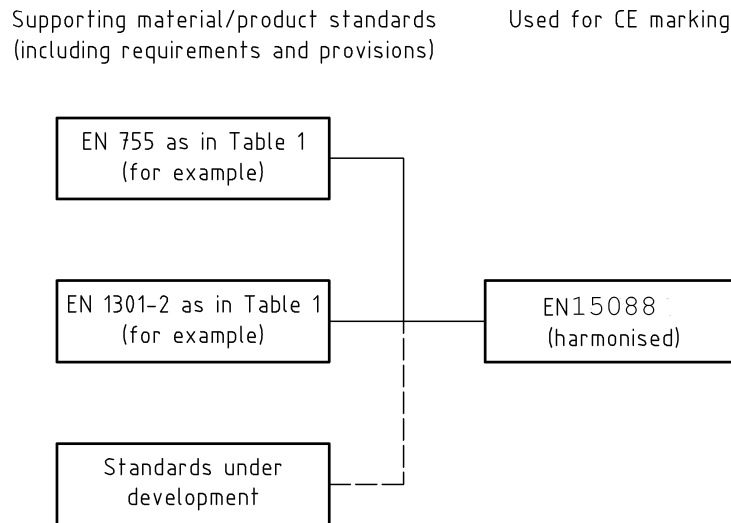 Supporting material/product standards
(including requirements and provisions)
Used for CE marking
EN 755 as in Table 1
(for example)
EN 1301-2 as in Table 1
(for example)
EN15088
(harmonised)
Standards under
development